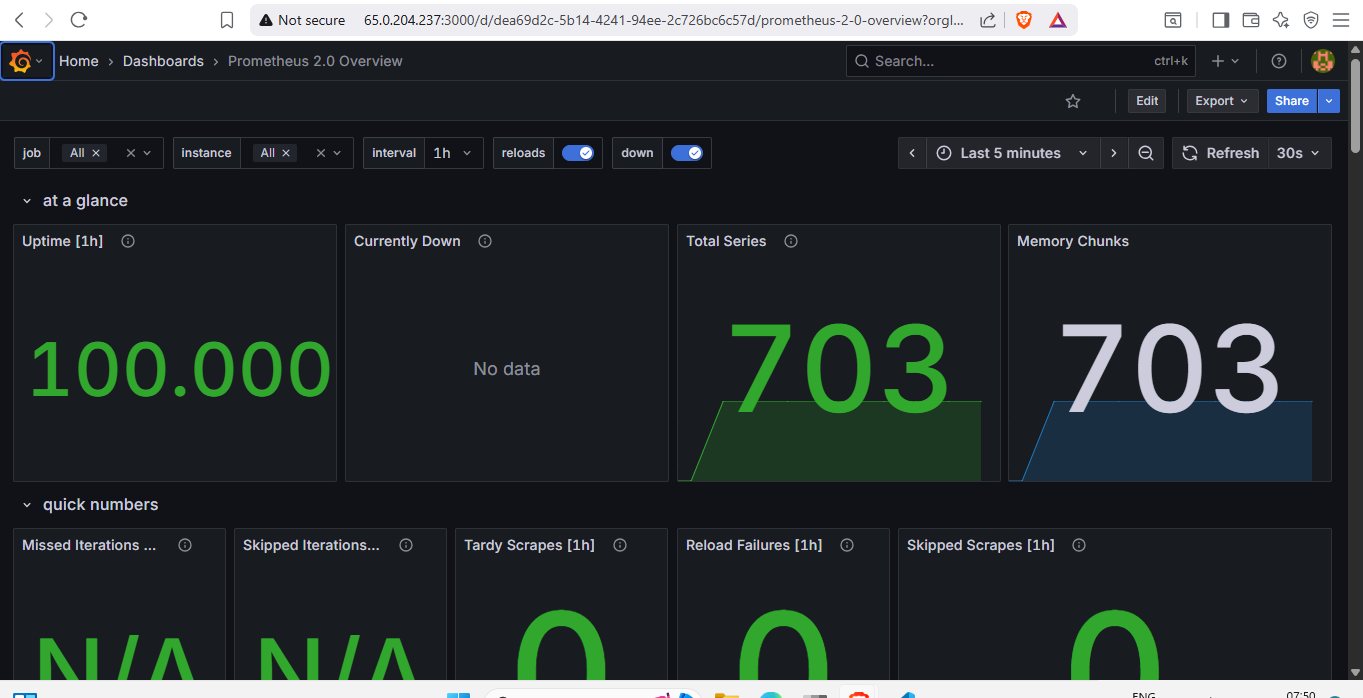 Not secure 65.0.204.237:3000/d/dea69d2c-5b14-4241-94ee-2c726bc6c57d/prometheus-2-0-overview?orgI...
Home › Dashboards › Prometheus 2.0 Overview
Search... ctrl+k
Edit Export Share
job All instance All interval 1h reloads down Last 5 minutes Refresh 30s
at a glance
Uptime [1h] Currently Down Total Series Memory Chunks
100.000 No data 703 703
quick numbers
Missed Iterations ... Skipped Iterations... Tardy Scrapes [1h] Reload Failures [1h] Skipped Scrapes [1h]
N/A N/A 0 0 0
ENG 07:50